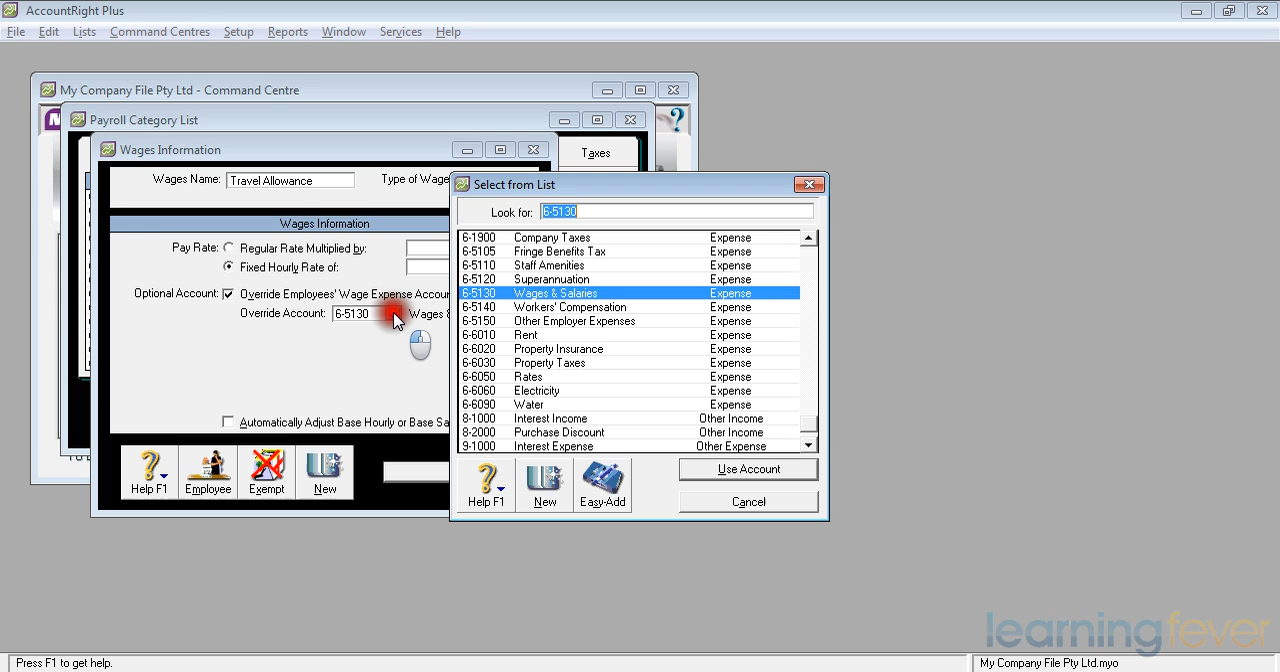 AccountRight Plus
File Edit Lists Command Centres Setup Reports Window Services Help
My Company File Pty Ltd - Command Centre
Payroll Category List
Wages Information
Taxes
Wages Name: Travel Allowance Type of Wage
Wages Information
Pay Rate: Regular Rate Multiplied by:
Fixed Hourly Rate of:
Optional Account: Override Employees' Wage Expense Accoun
Override Account: 6-5130 Wages &
Automatically Adjust Base Hourly or Base Sa
Help F1 Employee Exempt New
Select from List
Look for: 6-5130
6-1900 Company Taxes Expense
6-5105 Fringe Benefits Tax Expense
6-5110 Staff Amenities Expense
6-5120 Superannuation Expense
6-5130 Wages & Salaries Expense
6-5140 Workers' Compensation Expense
6-5150 Other Employer Expenses Expense
6-6010 Rent Expense
6-6020 Property Insurance Expense
6-6030 Property Taxes Expense
6-6050 Rates Expense
6-6060 Electricity Expense
6-6090 Water Expense
8-1000 Interest Income Other Income
8-2000 Purchase Discount Other Income
9-1000 Interest Expense Other Expense
Help F1 New Easy-Add
Use Account
Cancel
learningfever
Press F1 to get help.
My Company File Pty Ltd.myo